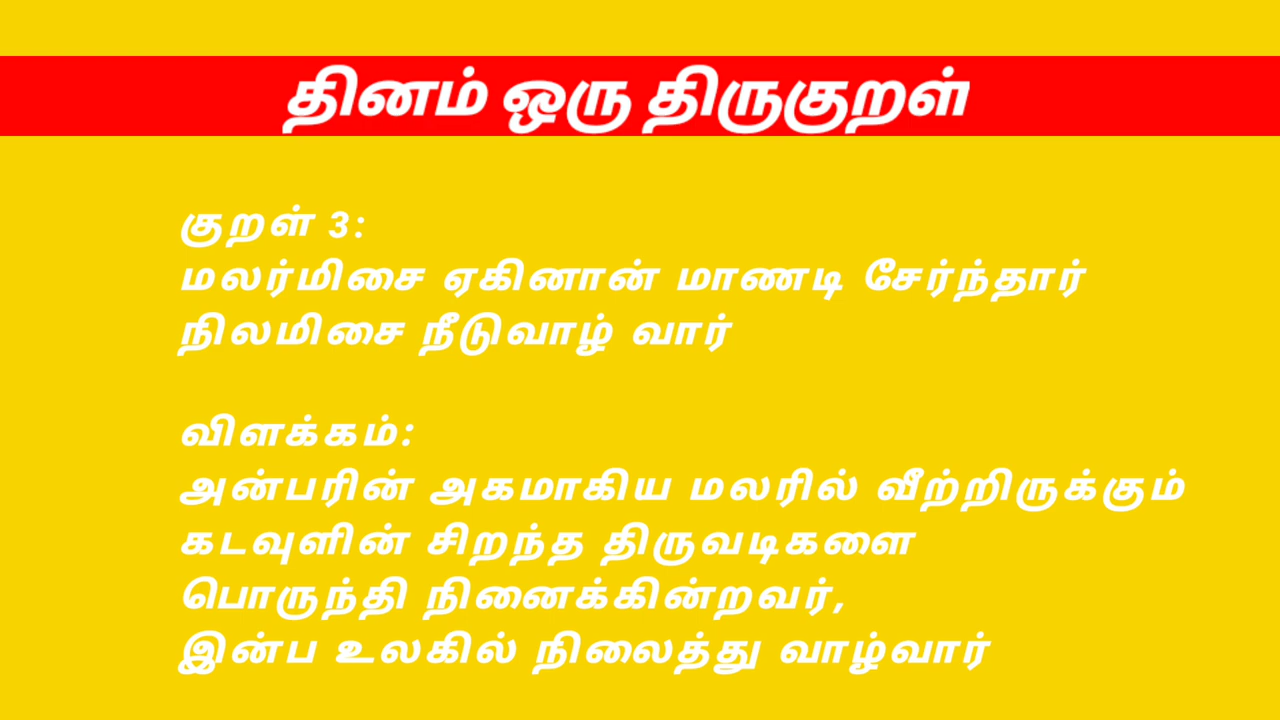 தினம் ஒரு திருகுறள்
குறள் 3:
மலர்மிசை ஏகினான் மாணடி சேர்ந்தார்
நிலமிசை நீடுவாழ் வார்
விளக்கம்:
அன்பரின் அகமாகிய மலரில் வீற்றிருக்கும்
கடவுளின் சிறந்த திருவடிகளை
பொருந்தி நினைக்கின்றவர்,
இன்ப உலகில் நிலைத்து வாழ்வார்